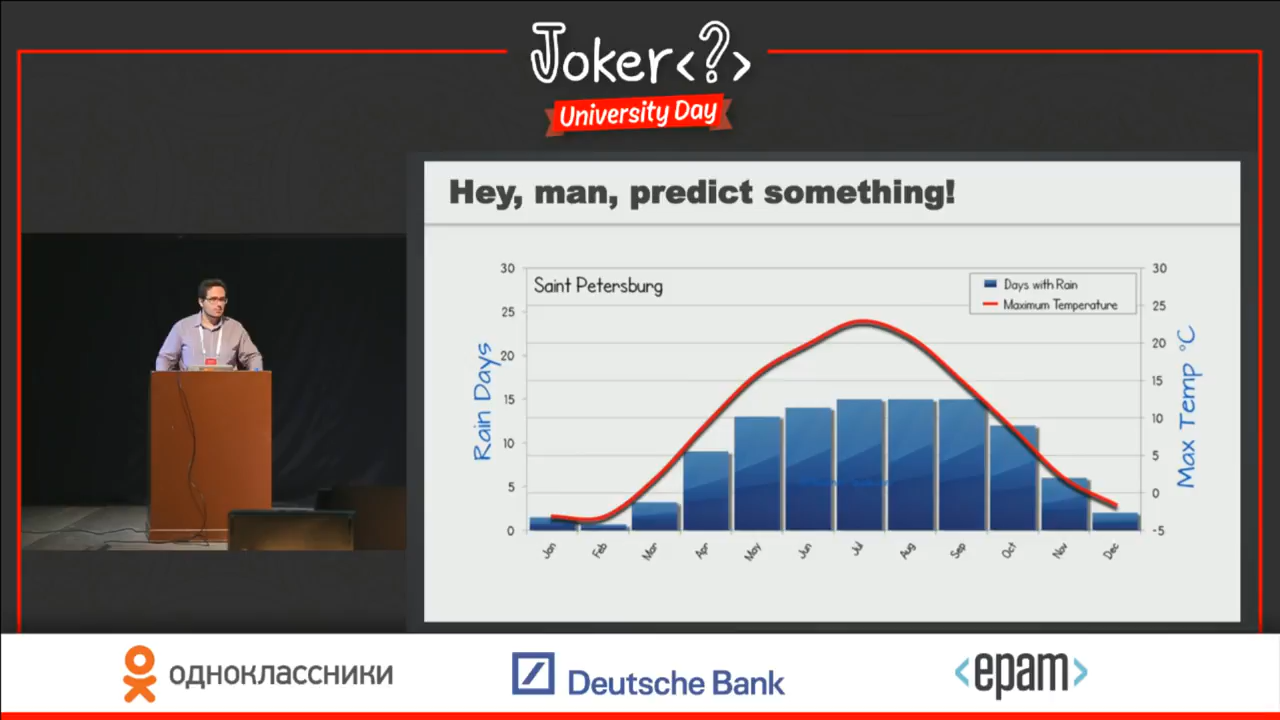 Joker<?>
University Day
Hey, man, predict something!
Saint Petersburg
Days with Rain
Maximum Temperature
Rain Days
30
25
20
15
10
5
0
Max Temp °C
30
25
20
15
10
5
0
-5
Jan
Feb
Mar
Apr
May
Jun
Jul
Aug
Sep
Oct
Nov
Dec
одноклассники
Deutsche Bank
<epam>